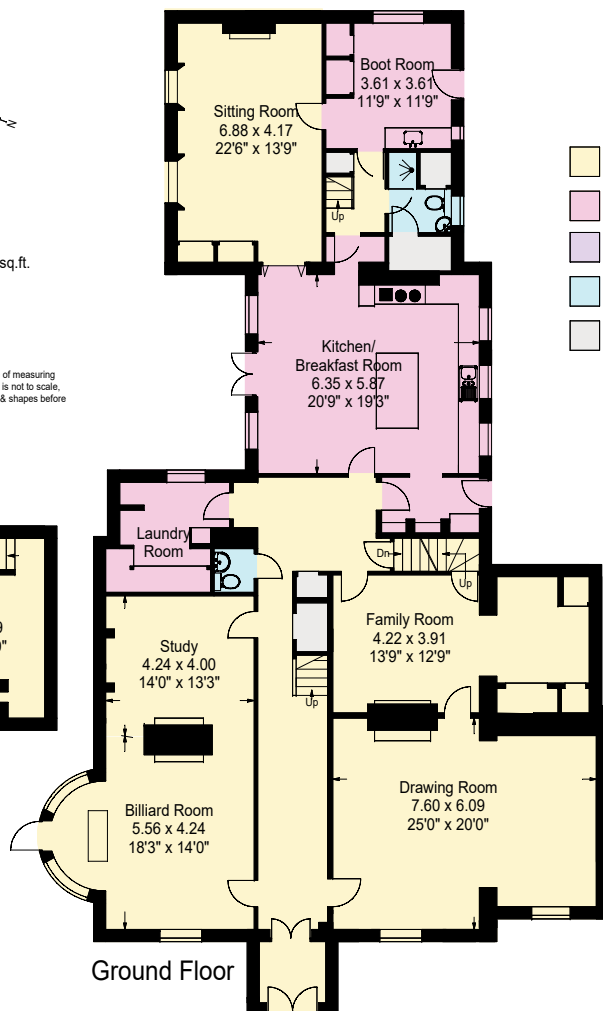 Boot Room
3.61 x 3.61
11'9" x 11'9"
Sitting Room
6.88 x 4.17
22'6" x 13'9"
N
Up
sq.ft.
Kitchen/
Breakfast Room
6.35 x 5.87
20'9" x 19'3"
of measuring
is not to scale,
& shapes before
Laundry
Room
Dn
Up
Family Room
4.22 x 3.91
13'9" x 12'9"
Study
4.24 x 4.00
14'0" x 13'3"
Up
Drawing Room
7.60 x 6.09
25'0" x 20'0"
Billiard Room
5.56 x 4.24
18'3" x 14'0"
Ground Floor